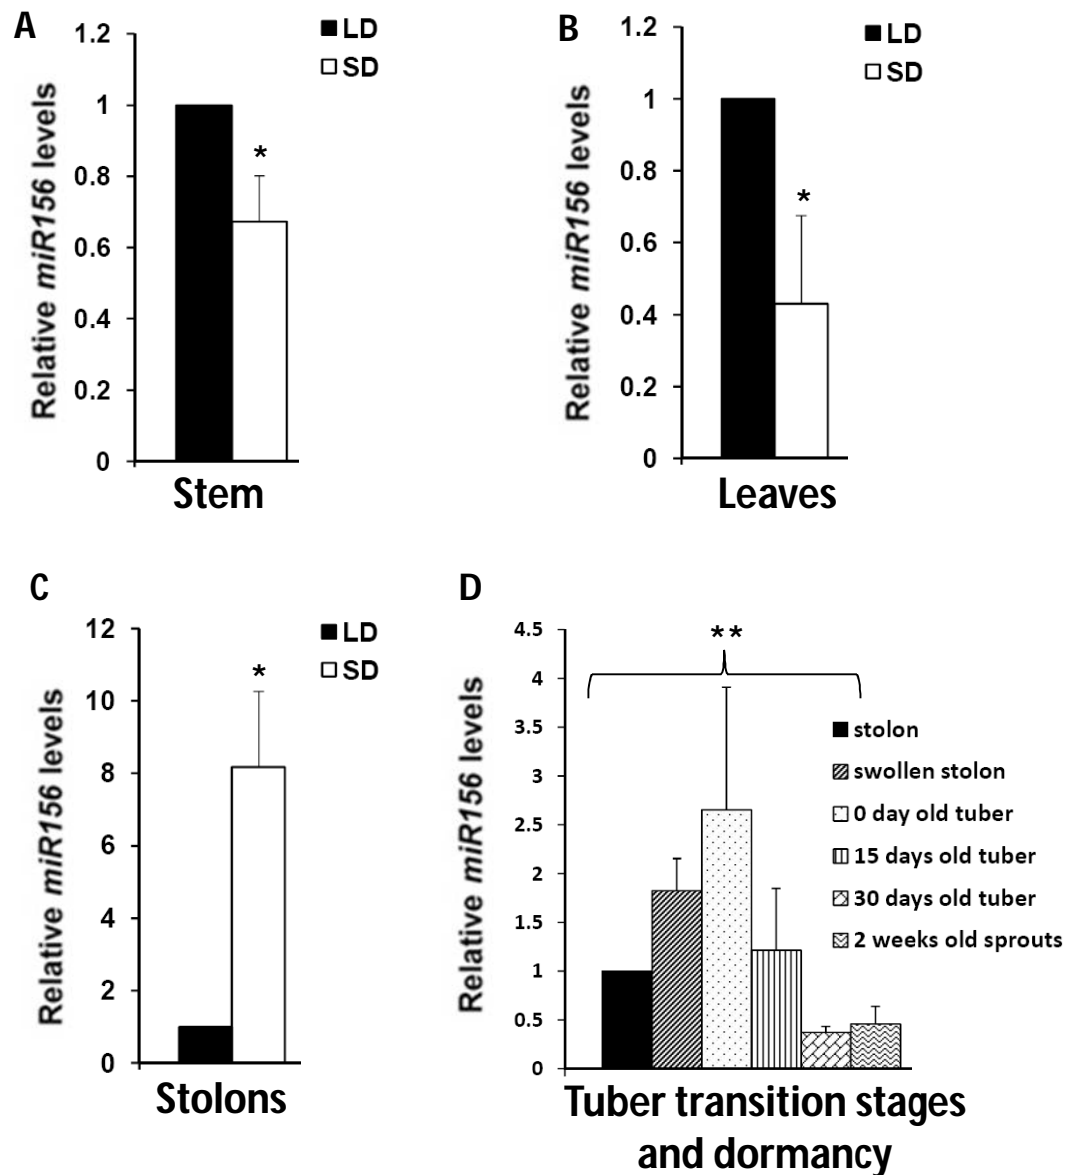 A
Relative miR156 levels
1.2
1
0.8
0.6
0.4
0.2
0
LD
SD
*
Stem
B
Relative miR156 levels
1.2
1
0.8
0.6
0.4
0.2
0
LD
SD
*
Leaves
C
Relative miR156 levels
12
10
8
6
4
2
0
LD
SD
*
Stolons
D
Relative miR156 levels
4.5
4
3.5
3
2.5
2
1.5
1
0.5
0
**
stolon
swollen stolon
0 day old tuber
15 days old tuber
30 days old tuber
2 weeks old sprouts
Tuber transition stages
and dormancy